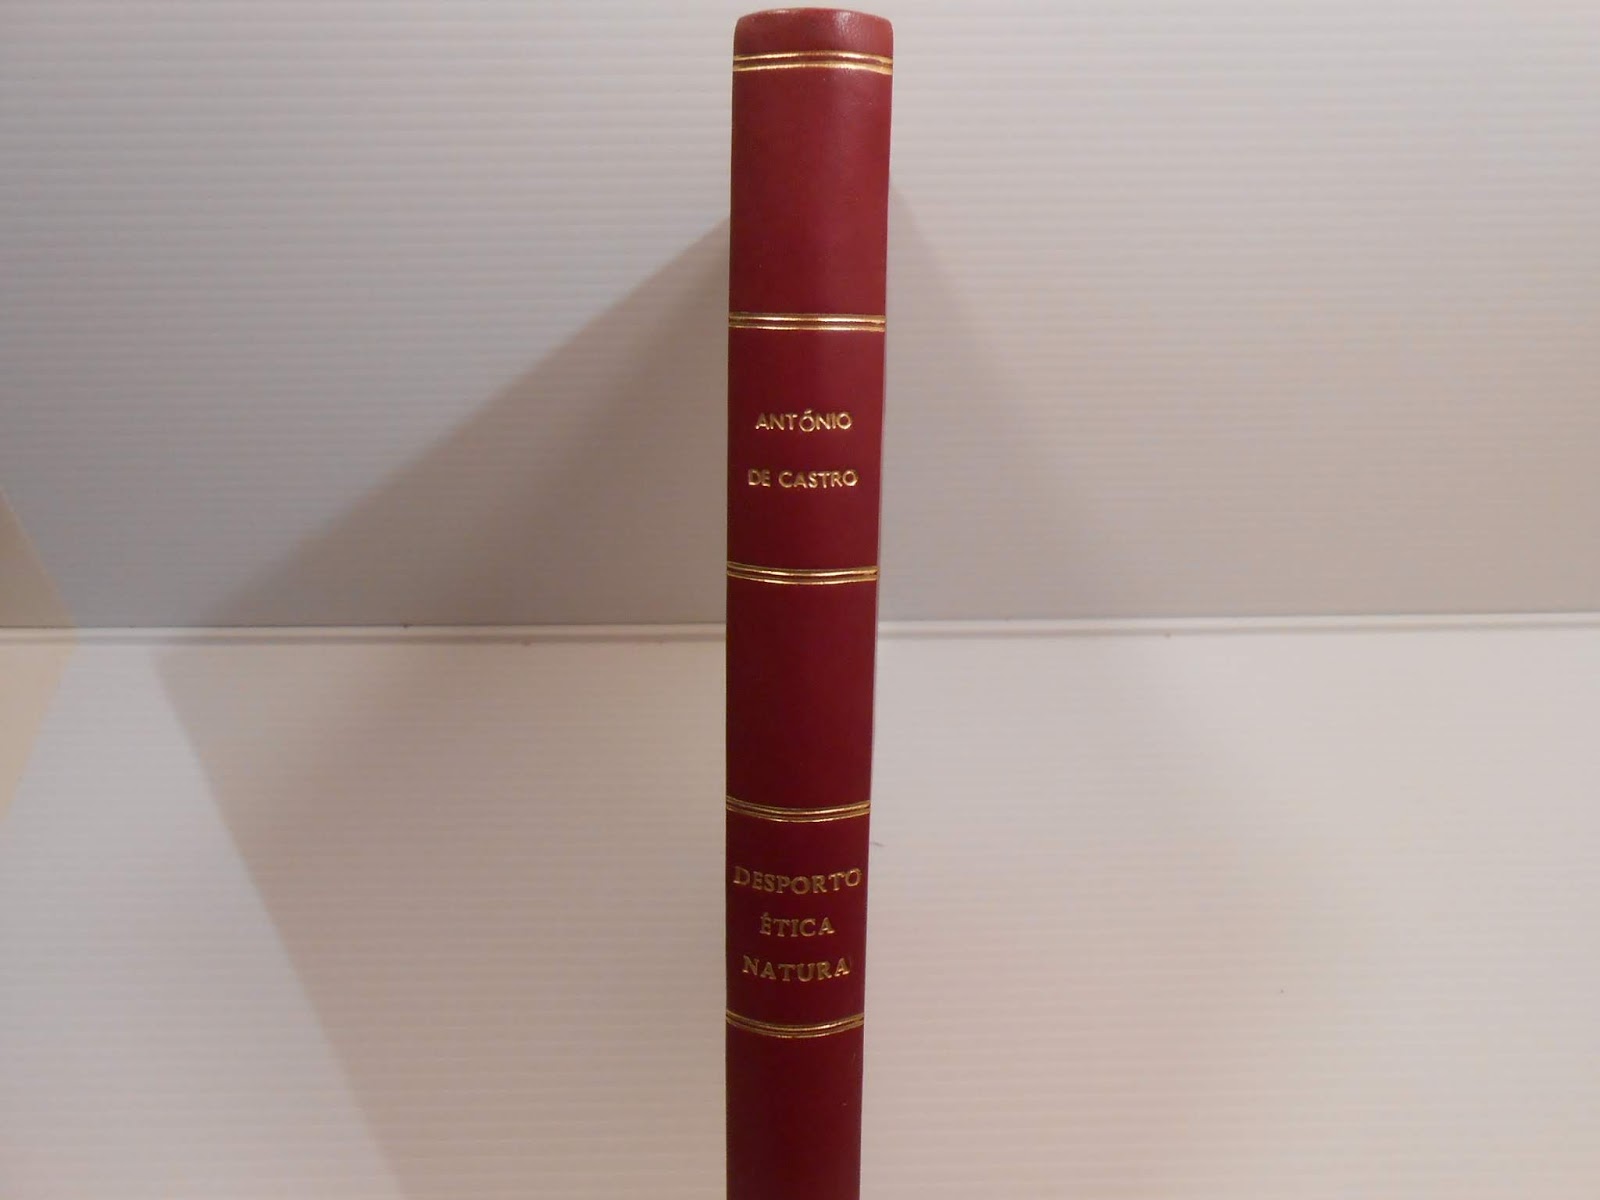 ANTÓNIO
DE CASTRO
DESPORTO
ÉTICA
NATURA